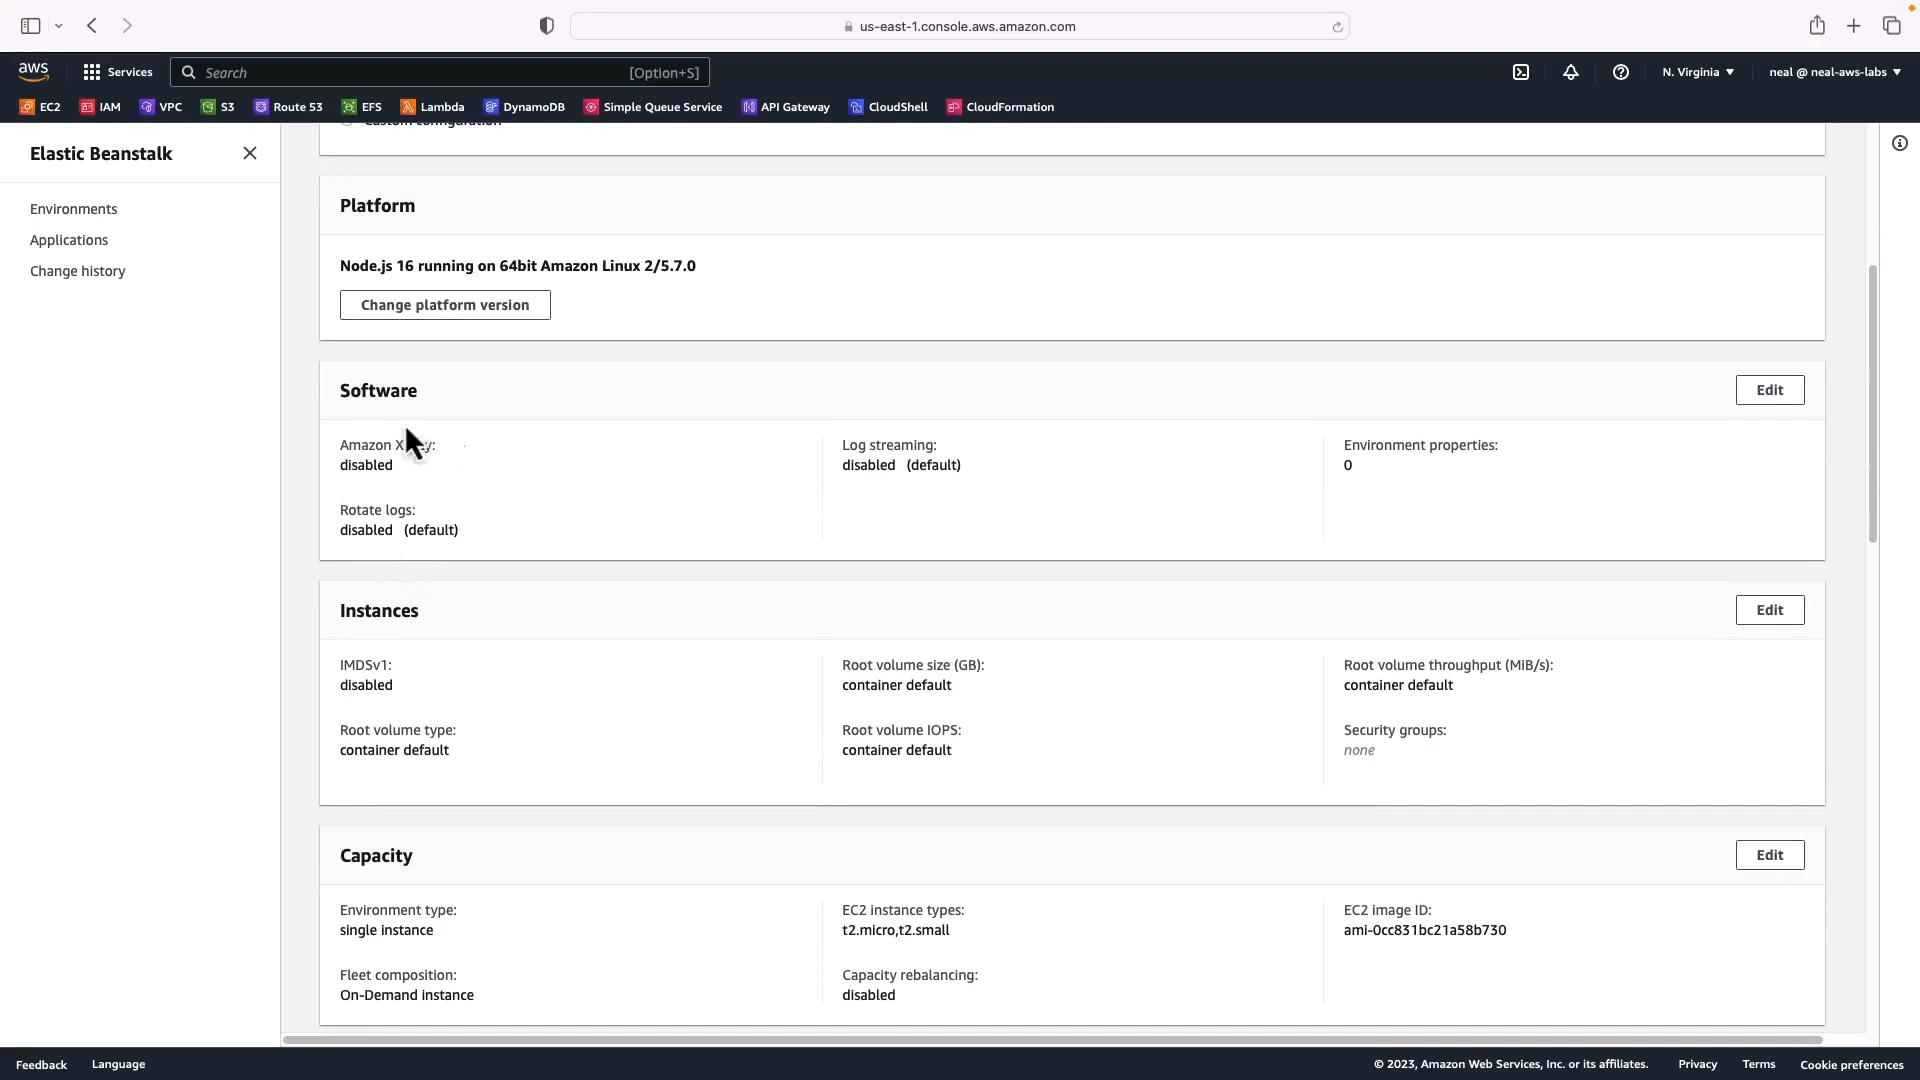 us-east-1.console.aws.amazon.com
aws
Services
Search
[Option+S]
N. Virginia
neal @ neal-aws-labs
EC2
IAM
VPC
S3
Route 53
EFS
Lambda
DynamoDB
Simple Queue Service
API Gateway
CloudShell
CloudFormation
Elastic Beanstalk
Environments
Applications
Change history
Custom configuration
Platform
Node.js 16 running on 64bit Amazon Linux 2/5.7.0
Change platform version
Software
Edit
Amazon X
disabled
Log streaming:
disabled (default)
Environment properties:
0
Rotate logs:
disabled (default)
Instances
Edit
IMDSv1:
disabled
Root volume size (GB):
container default
Root volume throughput (MiB/s):
container default
Root volume type:
container default
Root volume IOPS:
container default
Security groups:
none
Capacity
Edit
Environment type:
single instance
EC2 instance types:
t2.micro,t2.small
EC2 image ID:
ami-0cc831bc21a58b730
Fleet composition:
On-Demand instance
Capacity rebalancing:
disabled
Feedback
Language
© 2023, Amazon Web Services, Inc. or its affiliates.
Privacy
Terms
Cookie preferences